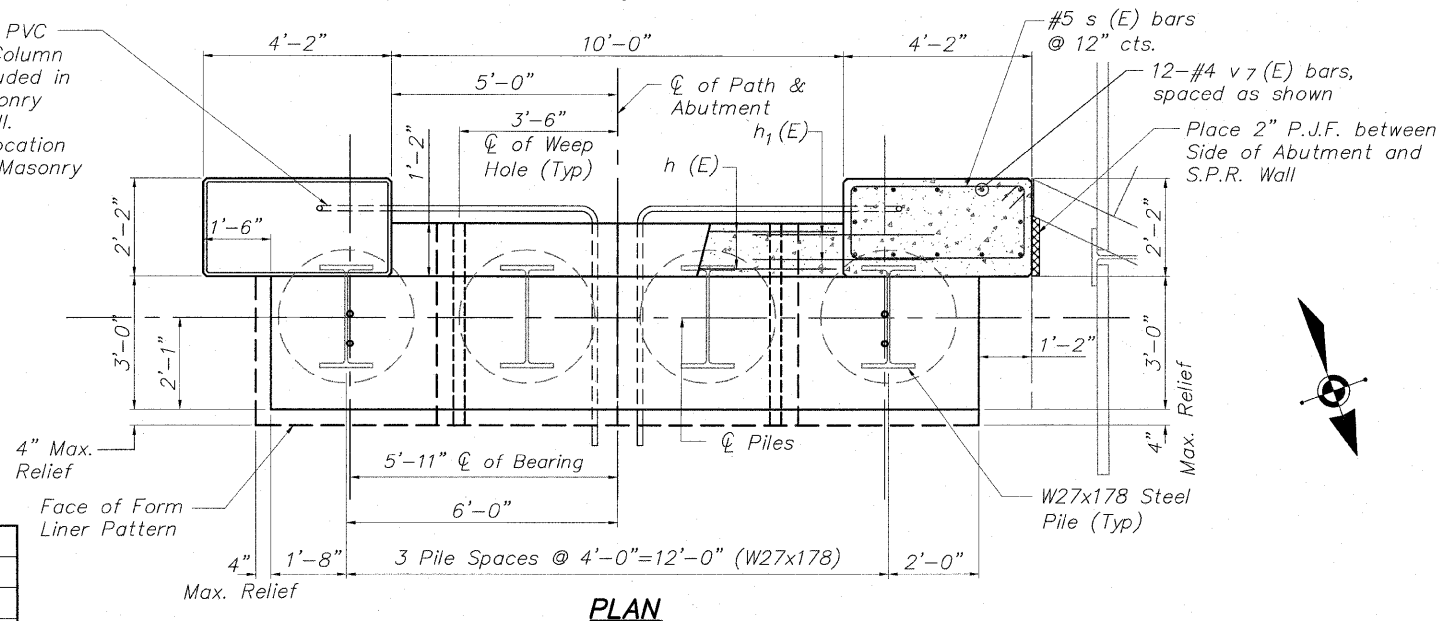 PVC
Column
uded in
onry
ll.
ocation
Masonry
4'-2"
10'-0"
4'-2"
#5 s (E) bars
@ 12" cts.
12-#4 v 7 (E) bars,
spaced as shown
Place 2" P.J.F. between
Side of Abutment and
S.P.R. Wall
5'-0"
℄ of Path &
Abutment
3'-6"
℄ of Weep
Hole (Typ)
1'-2"
h1 (E)
h (E)
2'-2"
1'-6"
2'-2"
3'-0"
2'-1"
1'-2"
3'-0"
4" Max.
Relief
4"
Max. Relief
℄ Piles
5'-11" ℄ of Bearing
Face of Form
Liner Pattern
6'-0"
W27x178 Steel
Pile (Typ)
4"
Max. Relief
1'-8"
3 Pile Spaces @ 4'-0"=12'-0" (W27x178)
2'-0"
PLAN